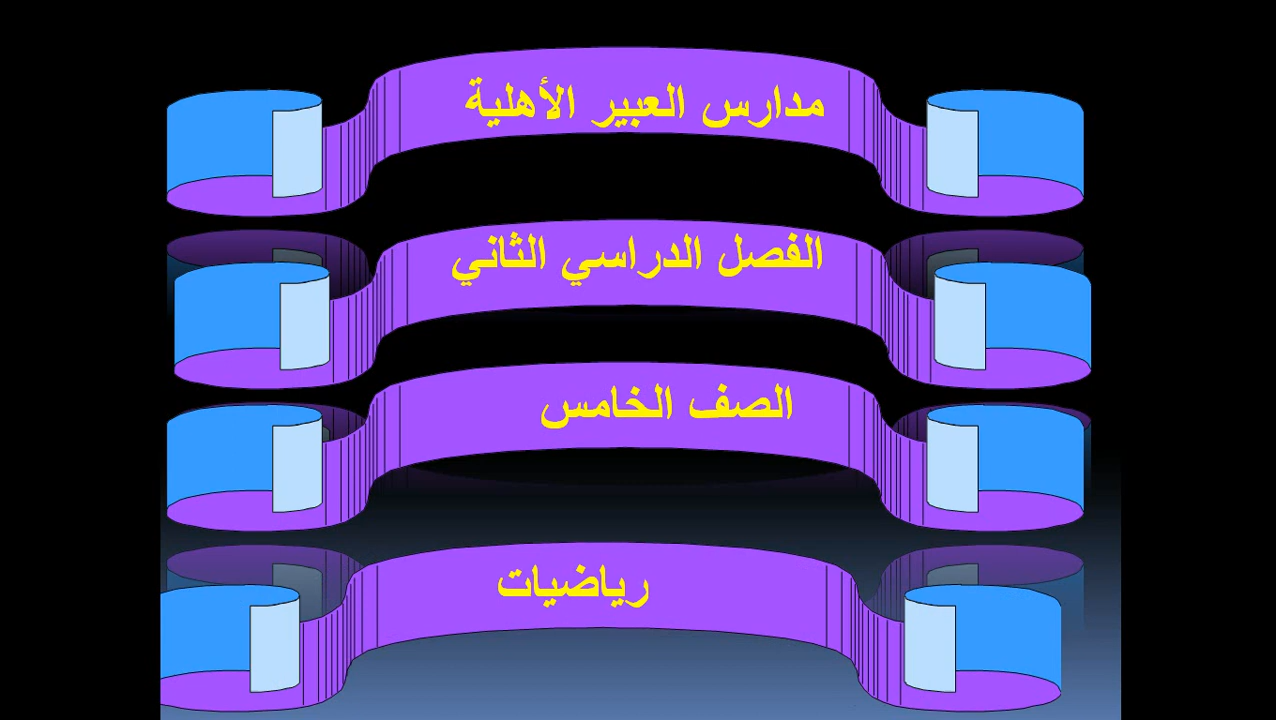 مدارس العبير الأهلية
الفصل الدراسي الثاني
الصف الخامس
رياضيات